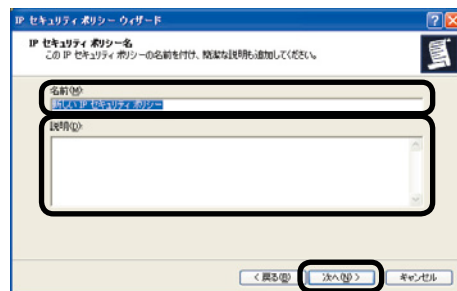 IP セキュリティ ポリシー ウィザード
IP セキュリティ ポリシー名
この IP セキュリティ ポリシーの名前を付け、簡潔な説明も追加してください。
名前(M):
新しい IP セキュリティ ポリシー
説明(D):
< 戻る(B)
次へ(N) >
キャンセル